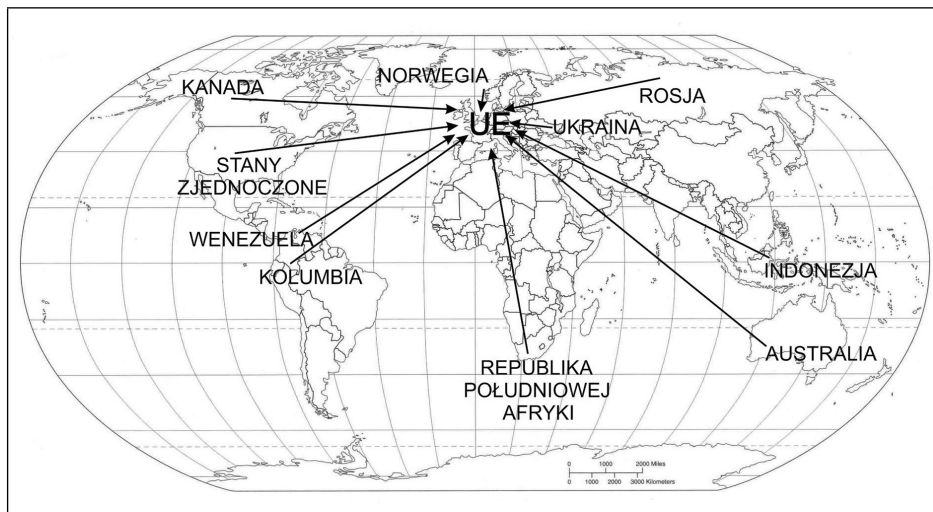 NORWEGIA
KANADA
ROSJA
UE
UKRAINA
STANY
ZJEDNOCZONE
WENEZUELA
KOLUMBIA
INDONEZJA
AUSTRALIA
REPUBLIKA
POŁUDNIOWEJ
AFRYKI
0 1000 2000 Miles
0 1000 2000 3000 Kilometers